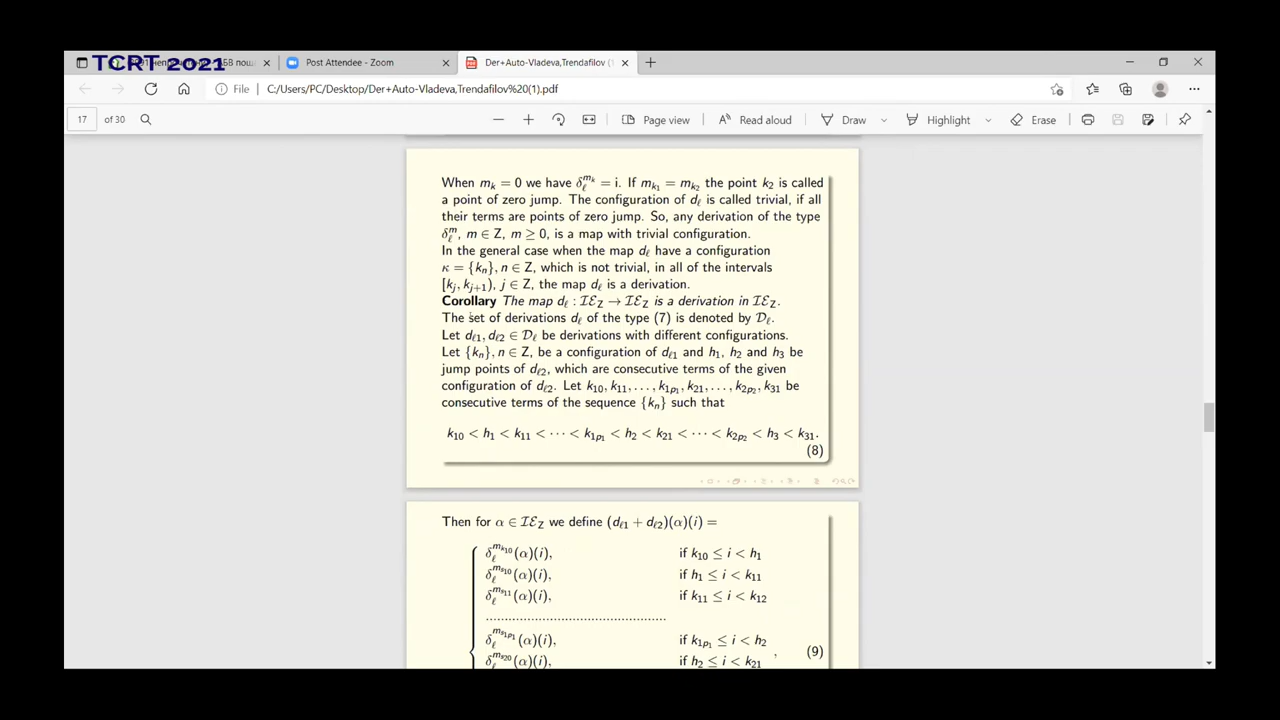 TCRT 2021
Post Attendee - Zoom
Der+Auto-Vladeva,Trendafilov (1
File C:/Users/PC/Desktop/Der+Auto-Vladeva,Trendafilov%20(1).pdf
17 of 30 Page view Read aloud Draw Highlight Erase
When m_k = 0 we have δ_ℓ^{m_k} = i. If m_{k_1} = m_{k_2} the point k_2 is called
a point of zero jump. The configuration of d_ℓ is called trivial, if all
their terms are points of zero jump. So, any derivation of the type
δ_ℓ^m, m ∈ Z, m ≥ 0, is a map with trivial configuration.
In the general case when the map d_ℓ have a configuration
κ = {k_n}, n ∈ Z, which is not trivial, in all of the intervals
[k_j, k_{j+1}), j ∈ Z, the map d_ℓ is a derivation.
Corollary The map d_ℓ : IE_Z → IE_Z is a derivation in IE_Z.
The set of derivations d_ℓ of the type (7) is denoted by D_ℓ.
Let d_{ℓ1}, d_{ℓ2} ∈ D_ℓ be derivations with different configurations.
Let {k_n}, n ∈ Z, be a configuration of d_{ℓ1} and h_1, h_2 and h_3 be
jump points of d_{ℓ2}, which are consecutive terms of the given
configuration of d_{ℓ2}. Let k_{10}, k_{11}, . . . , k_{1p_1}, k_{21}, . . . , k_{2p_2}, k_{31} be
consecutive terms of the sequence {k_n} such that
k_{10} < h_1 < k_{11} < ··· < k_{1p_1} < h_2 < k_{21} < ··· < k_{2p_2} < h_3 < k_{31}.
(8)
Then for α ∈ IE_Z we define (d_{ℓ1} + d_{ℓ2})(α)(i) =
δ_ℓ^{m_{k_{10}}}(α)(i), if k_{10} ≤ i < h_1
δ_ℓ^{m_{s_{10}}}(α)(i), if h_1 ≤ i < k_{11}
δ_ℓ^{m_{s_{11}}}(α)(i), if k_{11} ≤ i < k_{12}
.............................................
δ_ℓ^{m_{s_{1p_1}}}(α)(i), if k_{1p_1} ≤ i < h_2
δ_ℓ^{m_{s_{20}}}(α)(i), if h_2 ≤ i < k_{21} , (9)